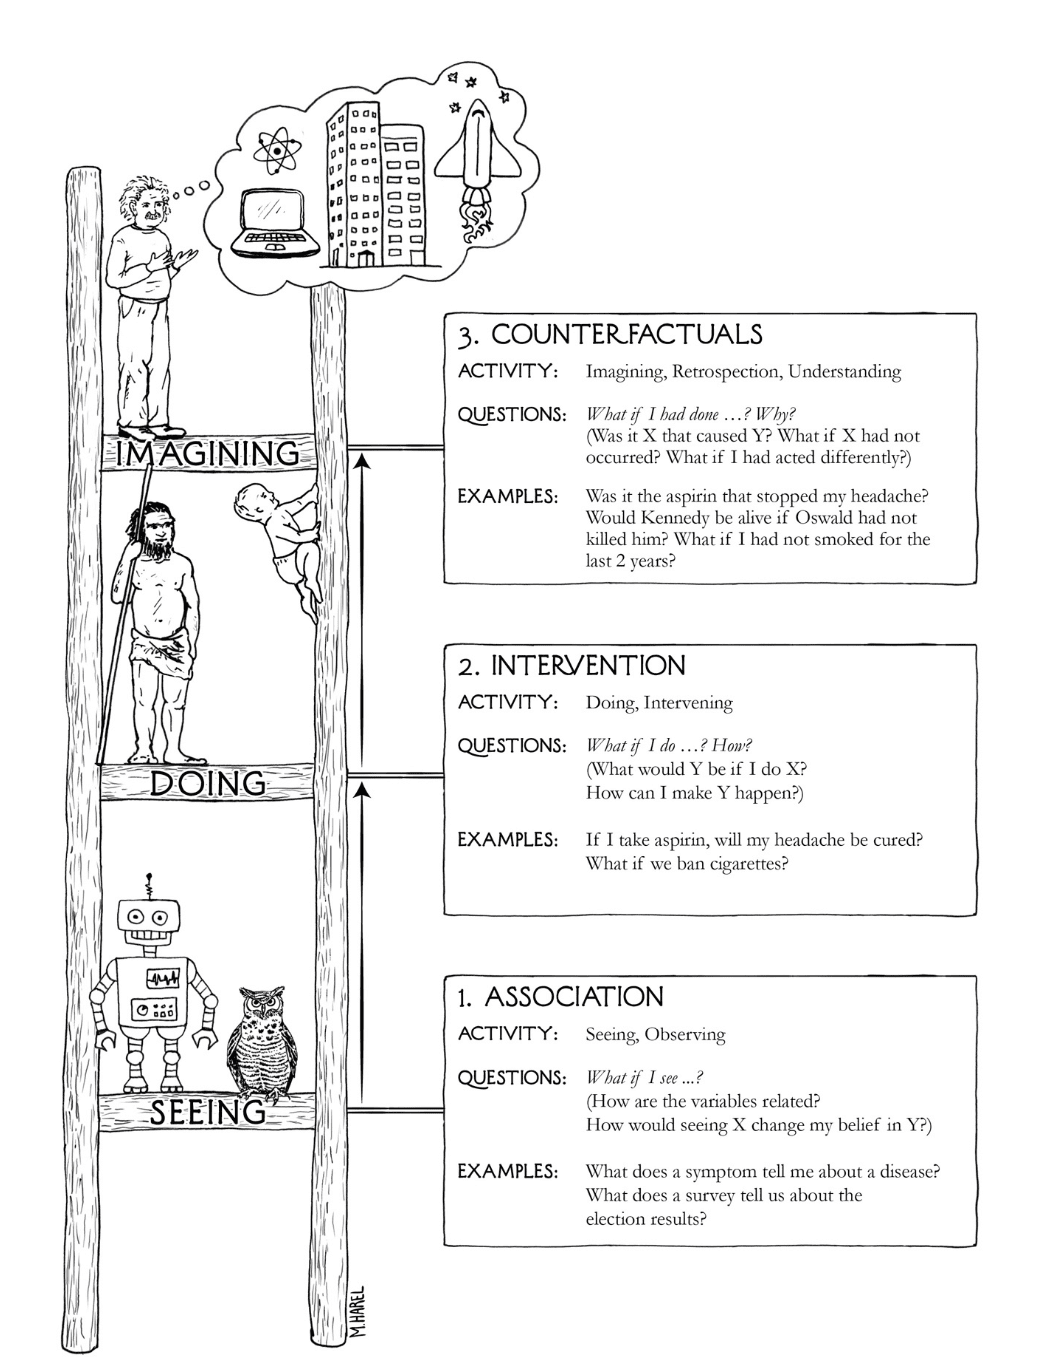 3. COUNTERFACTUALS
ACTIVITY: Imagining, Retrospection, Understanding
QUESTIONS: What if I had done …? Why?
(Was it X that caused Y? What if X had not
occurred? What if I had acted differently?)
EXAMPLES: Was it the aspirin that stopped my headache?
Would Kennedy be alive if Oswald had not
killed him? What if I had not smoked for the
last 2 years?
IMAGINING
2. INTERVENTION
ACTIVITY: Doing, Intervening
QUESTIONS: What if I do …? How?
(What would Y be if I do X?
How can I make Y happen?)
EXAMPLES: If I take aspirin, will my headache be cured?
What if we ban cigarettes?
DOING
1. ASSOCIATION
ACTIVITY: Seeing, Observing
QUESTIONS: What if I see ...?
(How are the variables related?
How would seeing X change my belief in Y?)
EXAMPLES: What does a symptom tell me about a disease?
What does a survey tell us about the
election results?
SEEING
M. HAREL